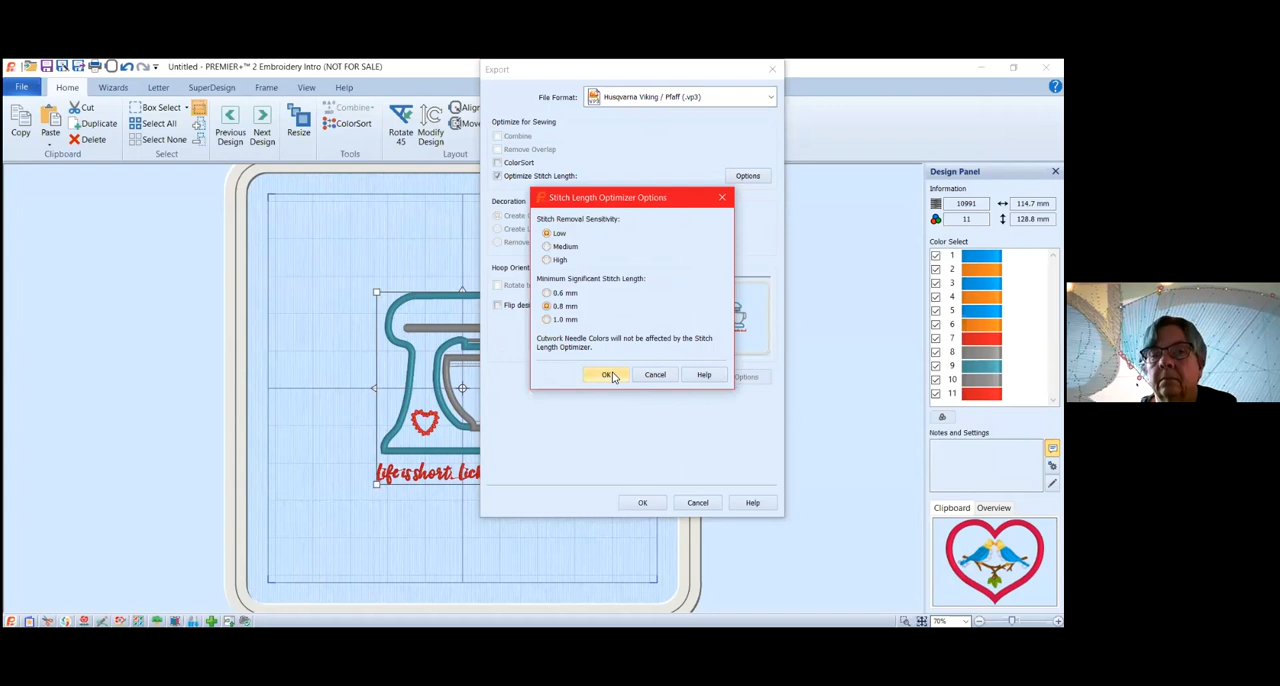 Untitled - PREMIER+™ 2 Embroidery Intro (NOT FOR SALE)
File
Home
Wizards
Letter
SuperDesign
Frame
View
Help
Copy
Paste
Cut
Duplicate
Delete
Clipboard
Box Select
Select All
Select None
Select
Previous Design
Next Design
Resize
Combine
ColorSort
Tools
Rotate 45
Modify Design
Layout
Export
File Format:
Husqvarna Viking / Pfaff (.vp3)
Optimize for Sewing
Combine
Remove Overlap
ColorSort
Optimize Stitch Length:
Options
Decoration
Hoop
Stitch Length Optimizer Options
Stitch Removal Sensitivity:
Low
Medium
High
Minimum Significant Stitch Length:
0.6 mm
0.8 mm
1.0 mm
Cutwork Needle Colors will not be affected by the Stitch
Length Optimizer.
OK
Cancel
Help
Options
OK
Cancel
Help
Life is short..
Design Panel
Information
10991
114.7 mm
11
128.8 mm
Color Select
1
2
3
4
5
6
7
8
9
10
11
Notes and Settings
Clipboard
Overview
70%